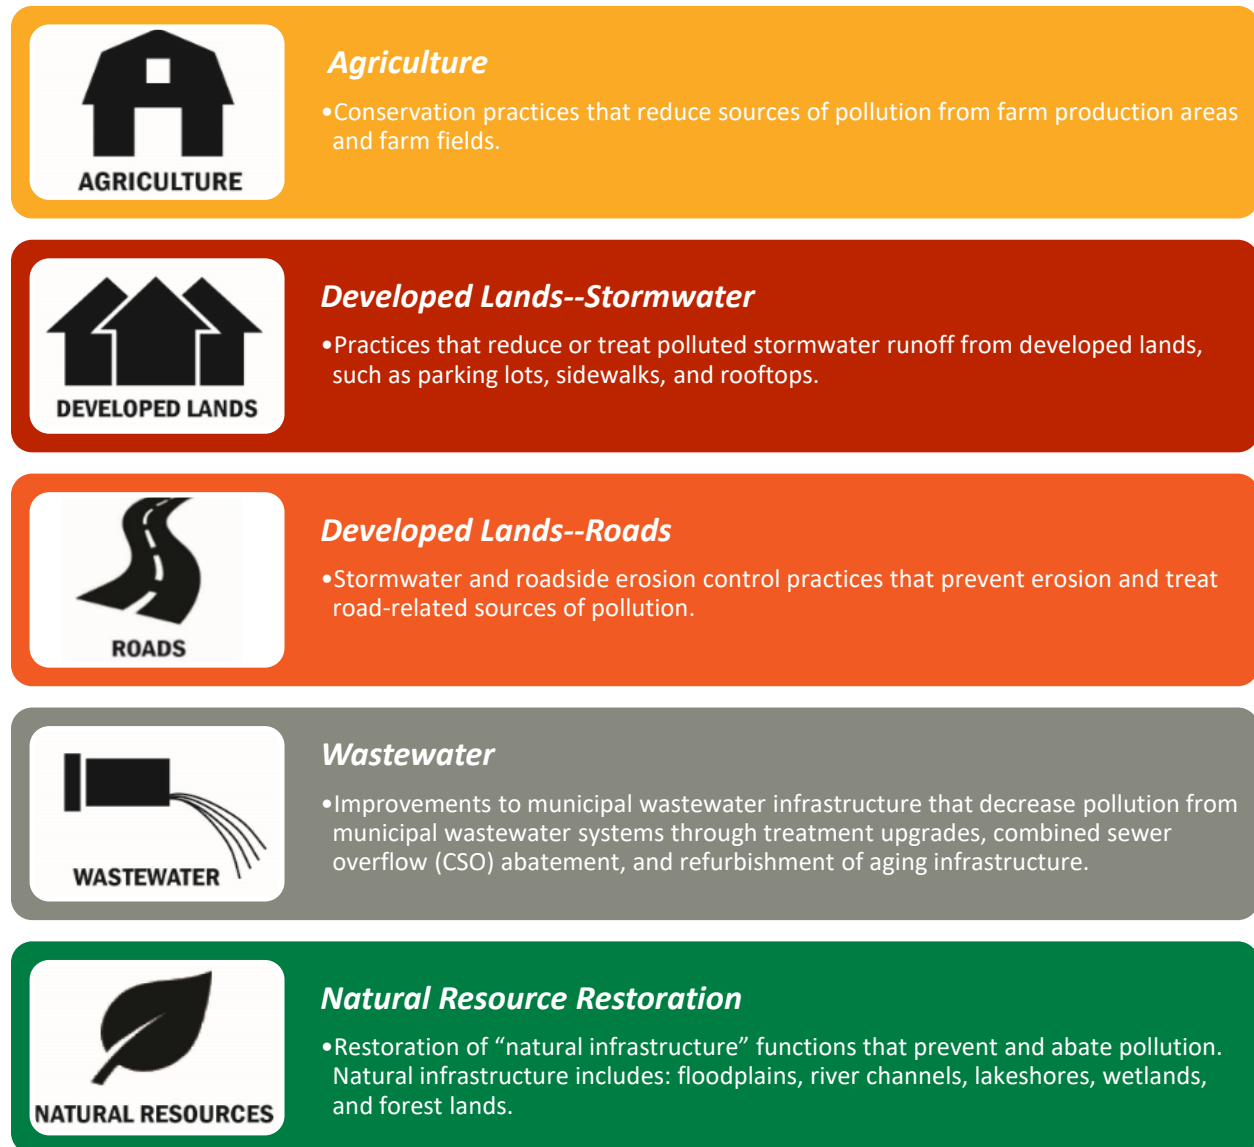 AGRICULTURE
Agriculture
•Conservation practices that reduce sources of pollution from farm production areas
and farm fields.
DEVELOPED LANDS
Developed Lands--Stormwater
•Practices that reduce or treat polluted stormwater runoff from developed lands,
such as parking lots, sidewalks, and rooftops.
ROADS
Developed Lands--Roads
•Stormwater and roadside erosion control practices that prevent erosion and treat
road-related sources of pollution.
WASTEWATER
Wastewater
•Improvements to municipal wastewater infrastructure that decrease pollution from
municipal wastewater systems through treatment upgrades, combined sewer
overflow (CSO) abatement, and refurbishment of aging infrastructure.
NATURAL RESOURCES
Natural Resource Restoration
•Restoration of “natural infrastructure” functions that prevent and abate pollution.
Natural infrastructure includes: floodplains, river channels, lakeshores, wetlands,
and forest lands.